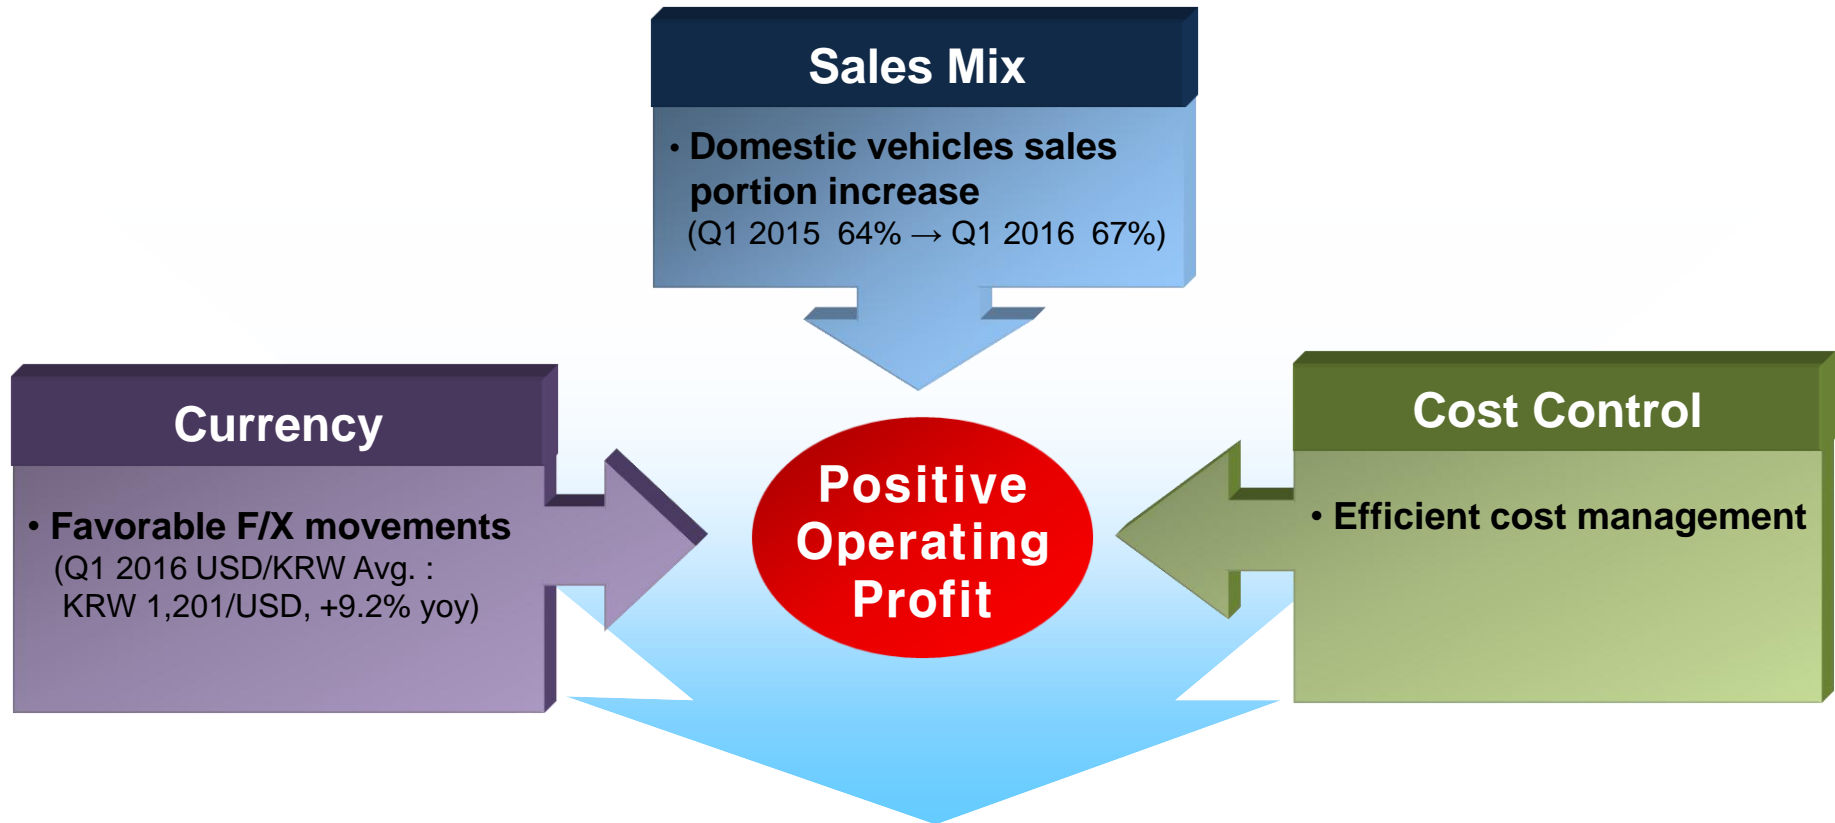 Sales Mix
• Domestic vehicles sales
portion increase
(Q1 2015  64% → Q1 2016  67%)
Currency
• Favorable F/X movements
(Q1 2016 USD/KRW Avg. :
KRW 1,201/USD, +9.2% yoy)
Positive
Operating
Profit
Cost Control
• Efficient cost management